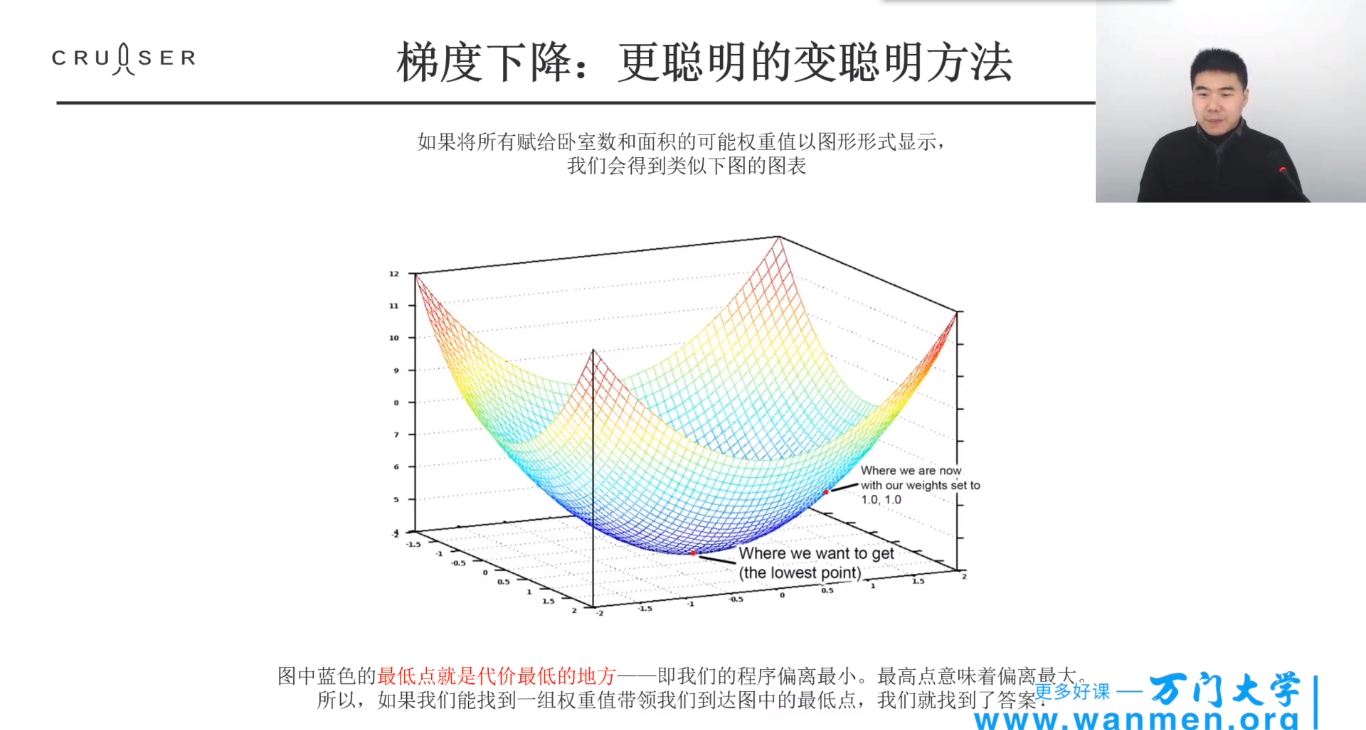 CRUISER
梯度下降：更聪明的变聪明方法
如果将所有赋给卧室数和面积的可能权重值以图形形式显示，
我们会得到类似下图的图表
12
11
10
9
8
7
6
5
4
-2
-1.5
-1
-0.5
0
0.5
1
1.5
2
-2
-1.5
-1
-0.5
0
0.5
1
1.5
2
Where we are now
with our weights set to
1.0, 1.0
Where we want to get
(the lowest point)
图中蓝色的最低点就是代价最低的地方——即我们的程序偏离最小。最高点意味着偏离最大。
所以，如果我们能找到一组权重值带领我们到达图中的最低点，我们就找到了答案！
更多好课 — 万门大学
www.wanmen.org